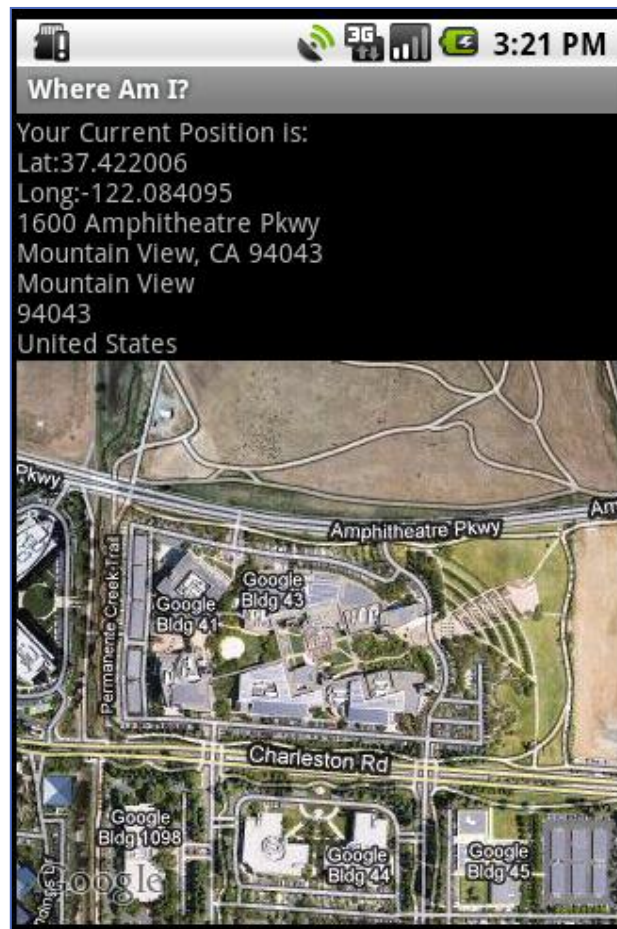 3G
3:21 PM
Where Am I?
Your Current Position is:
Lat:37.422006
Long:-122.084095
1600 Amphitheatre Pkwy
Mountain View, CA 94043
Mountain View
94043
United States
Pkwy
Amphitheatre Pkwy
Am
Permanente Creek Trail
Google
Bldg 41
Google
Bldg 43
Charleston Rd
Google
Bldg 1098
Google
Bldg 44
Google
Bldg 45
Google